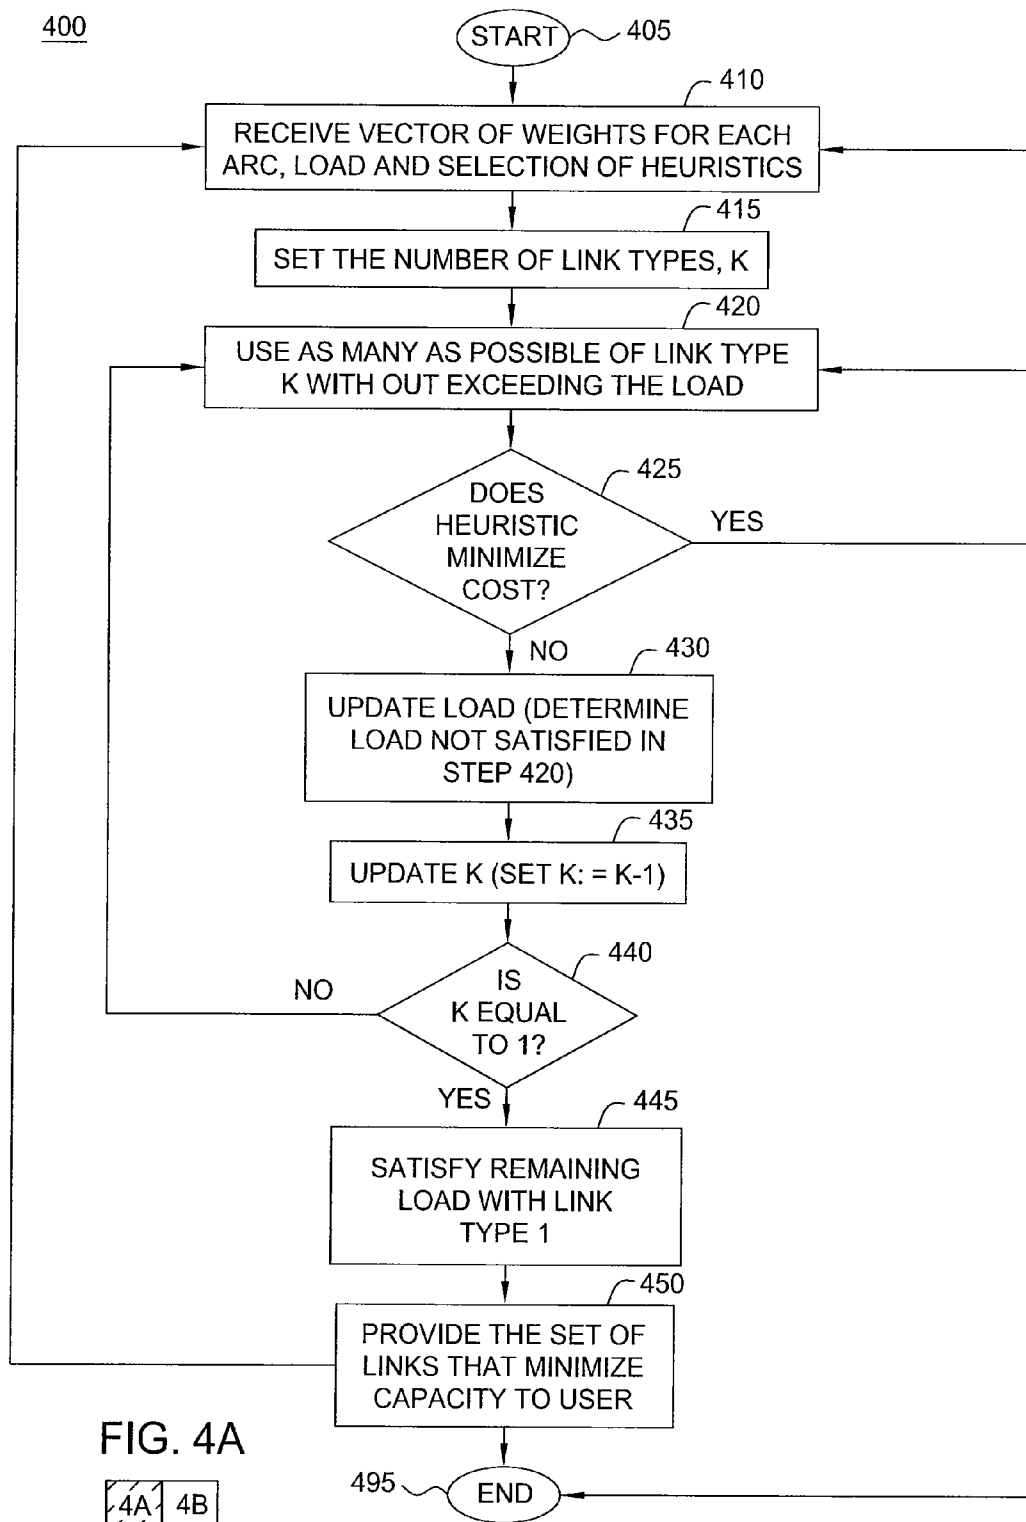 400
START
405
410
RECEIVE VECTOR OF WEIGHTS FOR EACH
ARC, LOAD AND SELECTION OF HEURISTICS
415
SET THE NUMBER OF LINK TYPES, K
420
USE AS MANY AS POSSIBLE OF LINK TYPE
K WITH OUT EXCEEDING THE LOAD
425
DOES
HEURISTIC
MINIMIZE
COST?
YES
NO
430
UPDATE LOAD (DETERMINE
LOAD NOT SATISFIED IN
STEP 420)
435
UPDATE K (SET K: = K-1)
440
IS
K EQUAL
TO 1?
NO
YES
445
SATISFY REMAINING
LOAD WITH LINK
TYPE 1
450
PROVIDE THE SET OF
LINKS THAT MINIMIZE
CAPACITY TO USER
FIG. 4A
4A 4B
495
END